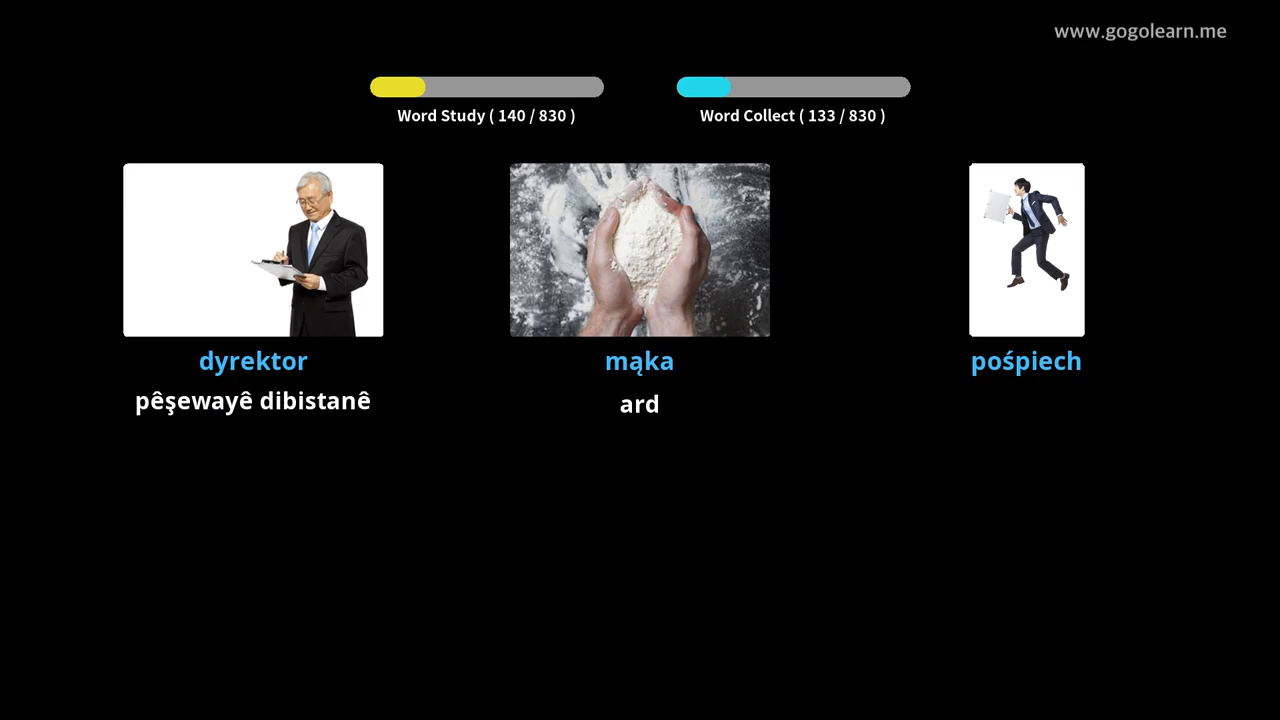 www.gogolearn.me
Word Study ( 140 / 830 )
Word Collect ( 133 / 830 )
dyrektor
mąka
pośpiech
pêşewayê dibistanê
ard